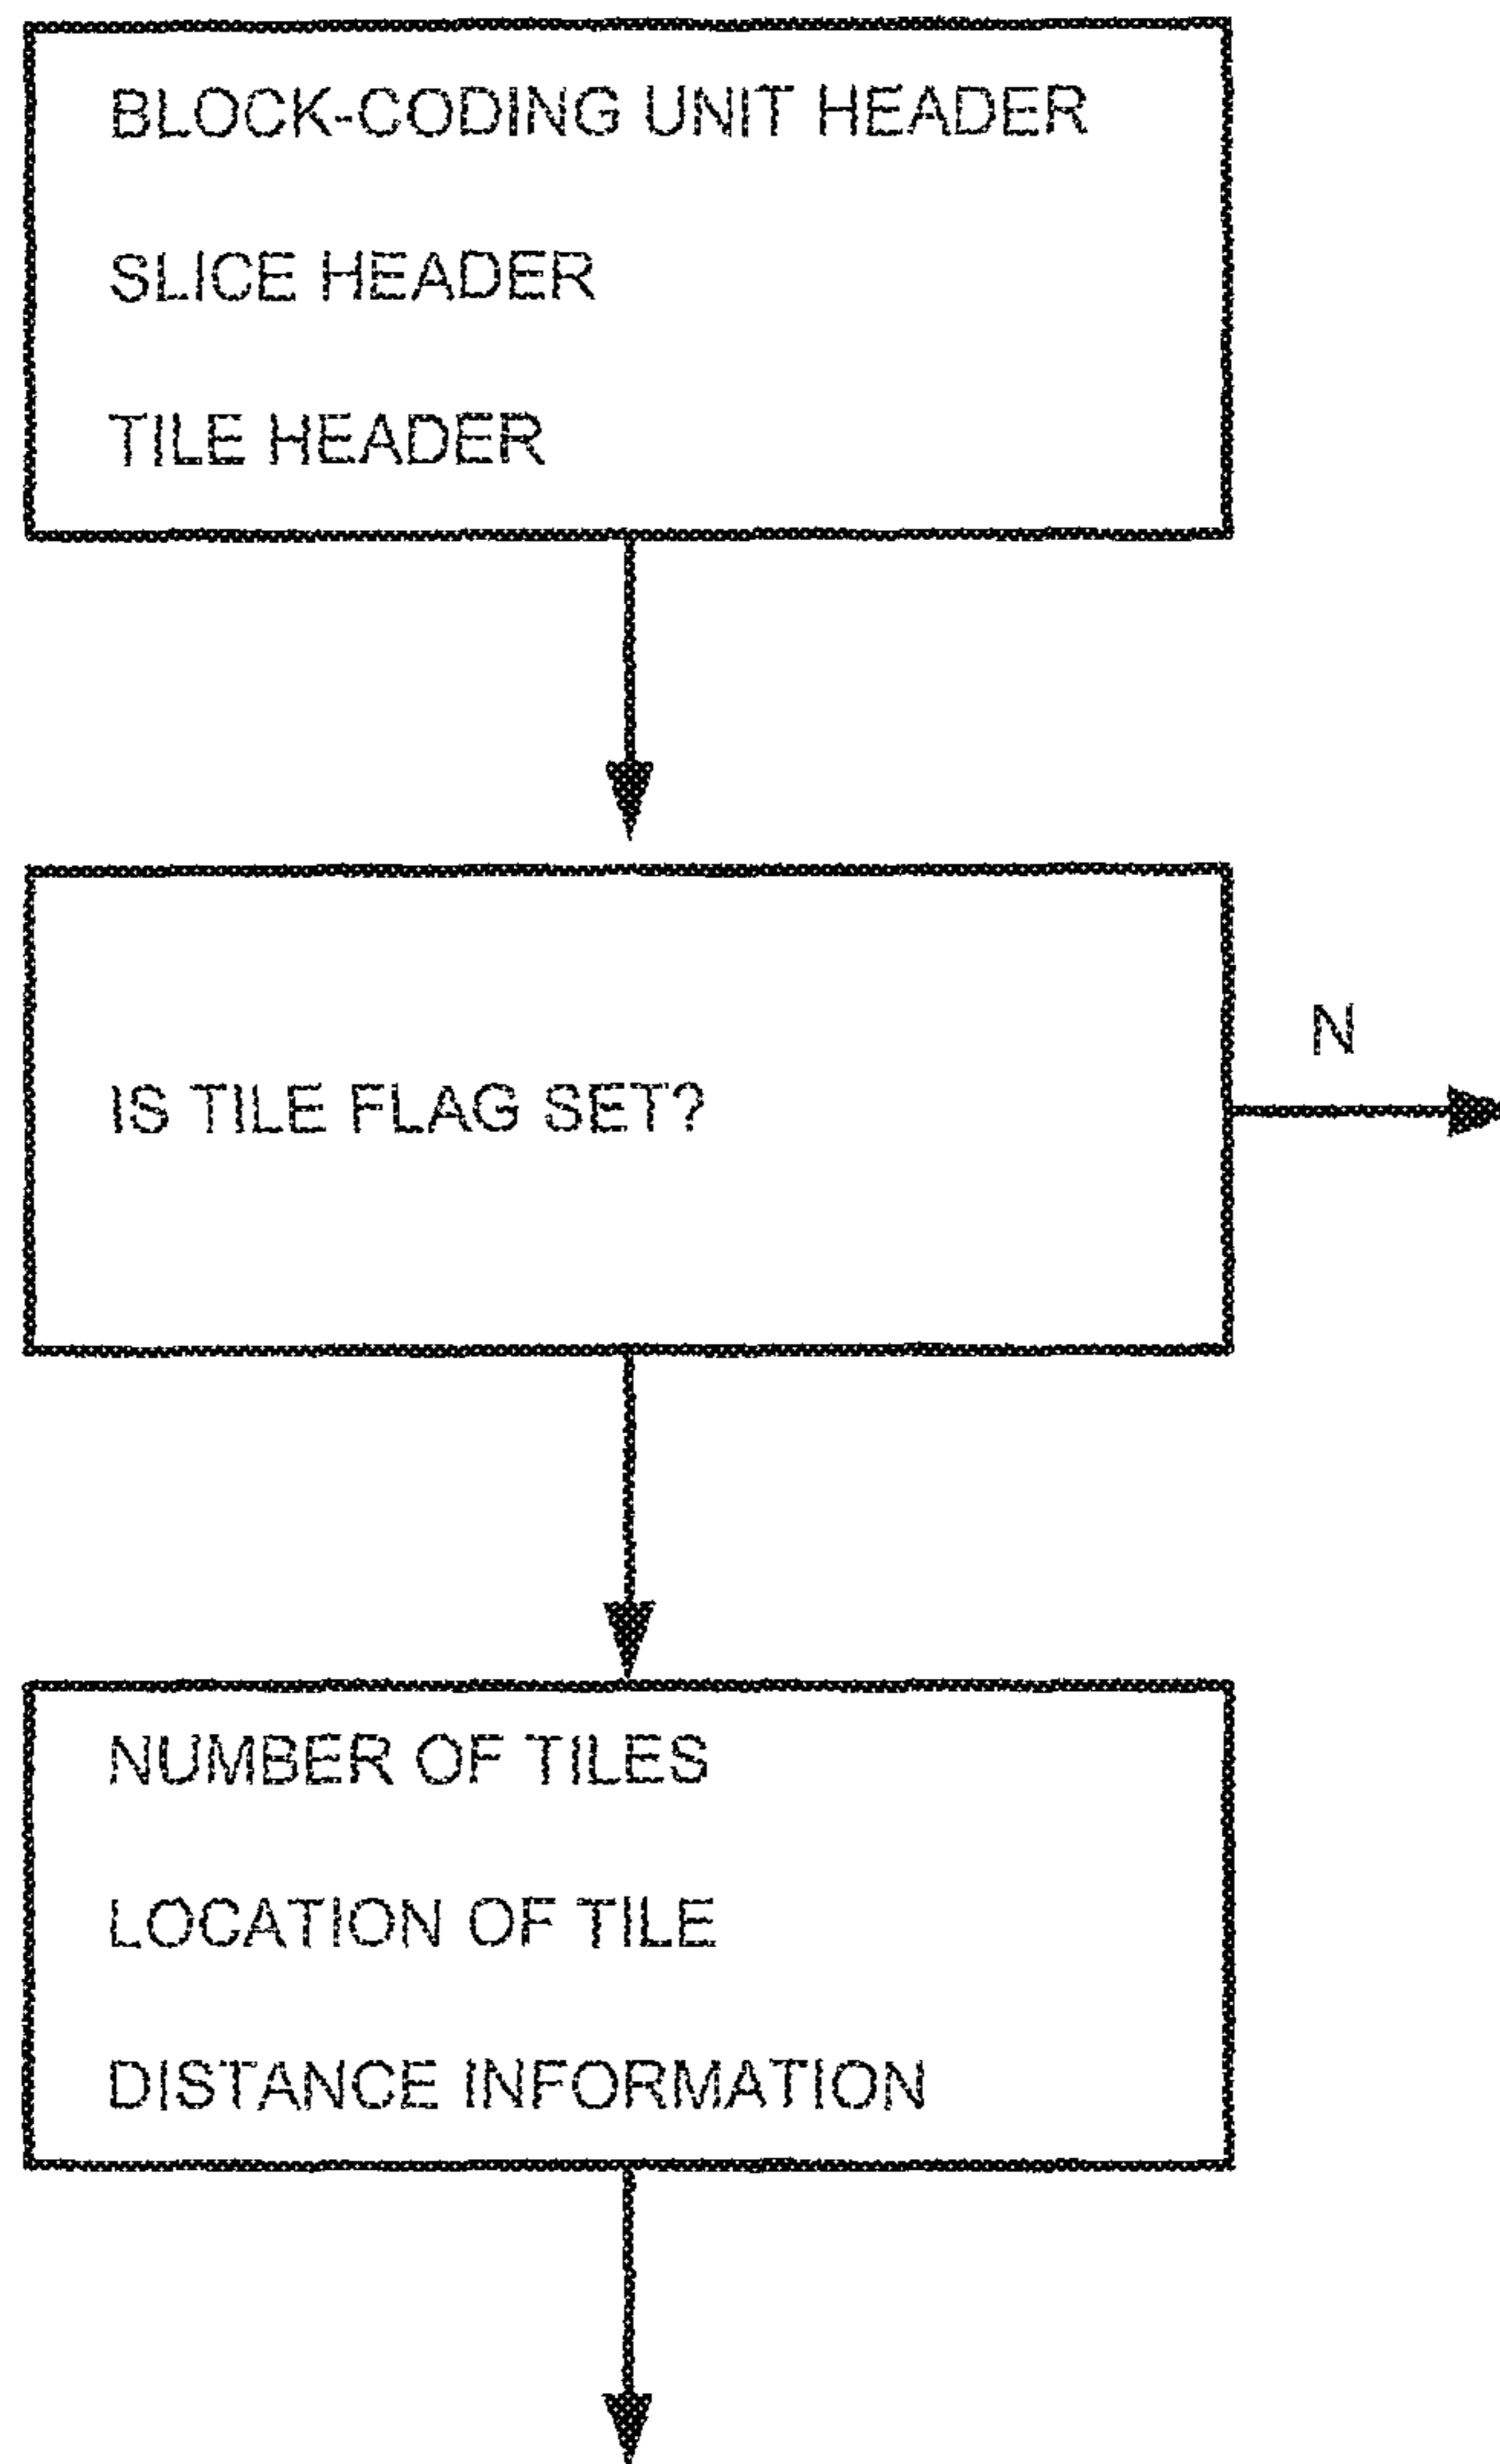 BLOCK-CODING UNIT HEADER
SLICE HEADER
TILE HEADER
N
IS TILE FLAG SET?
NUMBER OF TILES
LOCATION OF TILE
DISTANCE INFORMATION